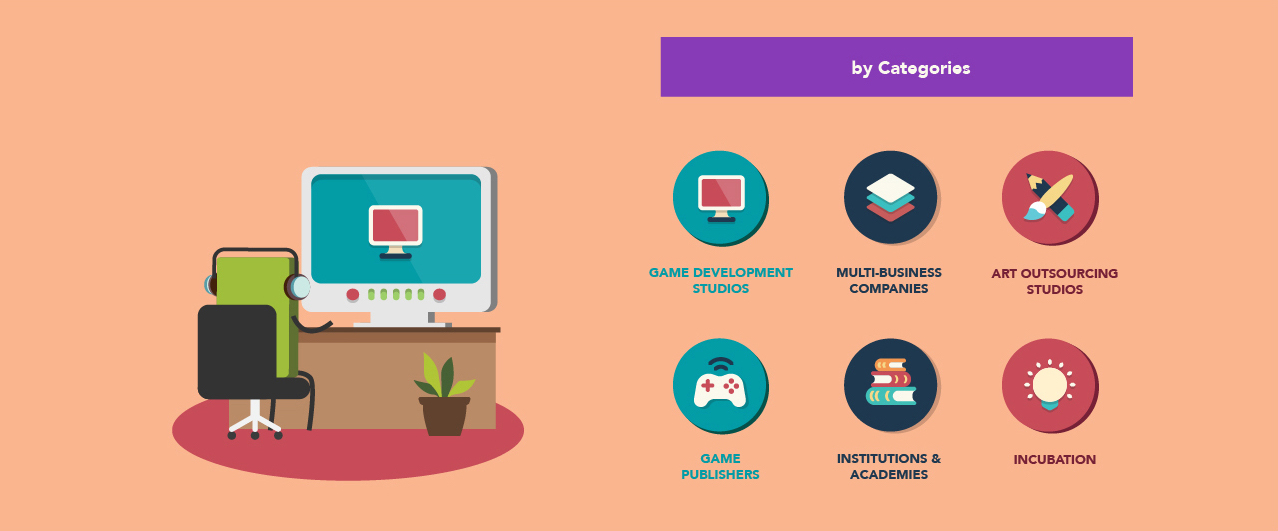 by Categories
GAME DEVELOPMENT
STUDIOS
MULTI-BUSINESS
COMPANIES
ART OUTSOURCING
STUDIOS
GAME
PUBLISHERS
INSTITUTIONS &
ACADEMIES
INCUBATION